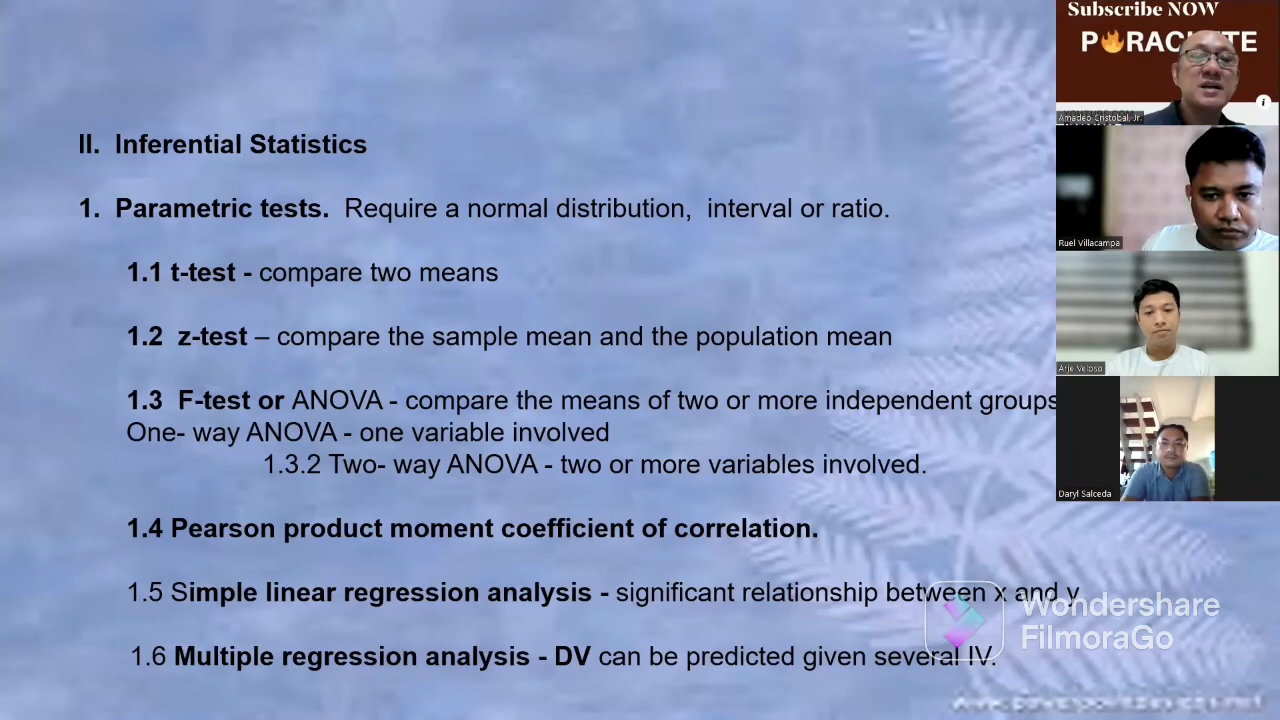 II. Inferential Statistics
1. Parametric tests. Require a normal distribution, interval or ratio.
1.1 t-test - compare two means
1.2 z-test – compare the sample mean and the population mean
1.3 F-test or ANOVA - compare the means of two or more independent groups
One- way ANOVA - one variable involved
1.3.2 Two- way ANOVA - two or more variables involved.
1.4 Pearson product moment coefficient of correlation.
1.5 Simple linear regression analysis - significant relationship between x and y
1.6 Multiple regression analysis - DV can be predicted given several IV.
Subscribe NOW
Amadeo Cristobal, Jr.
Ruel Villacampa
Arje Veloso
Daryl Salceda
Wondershare
FilmoraGo